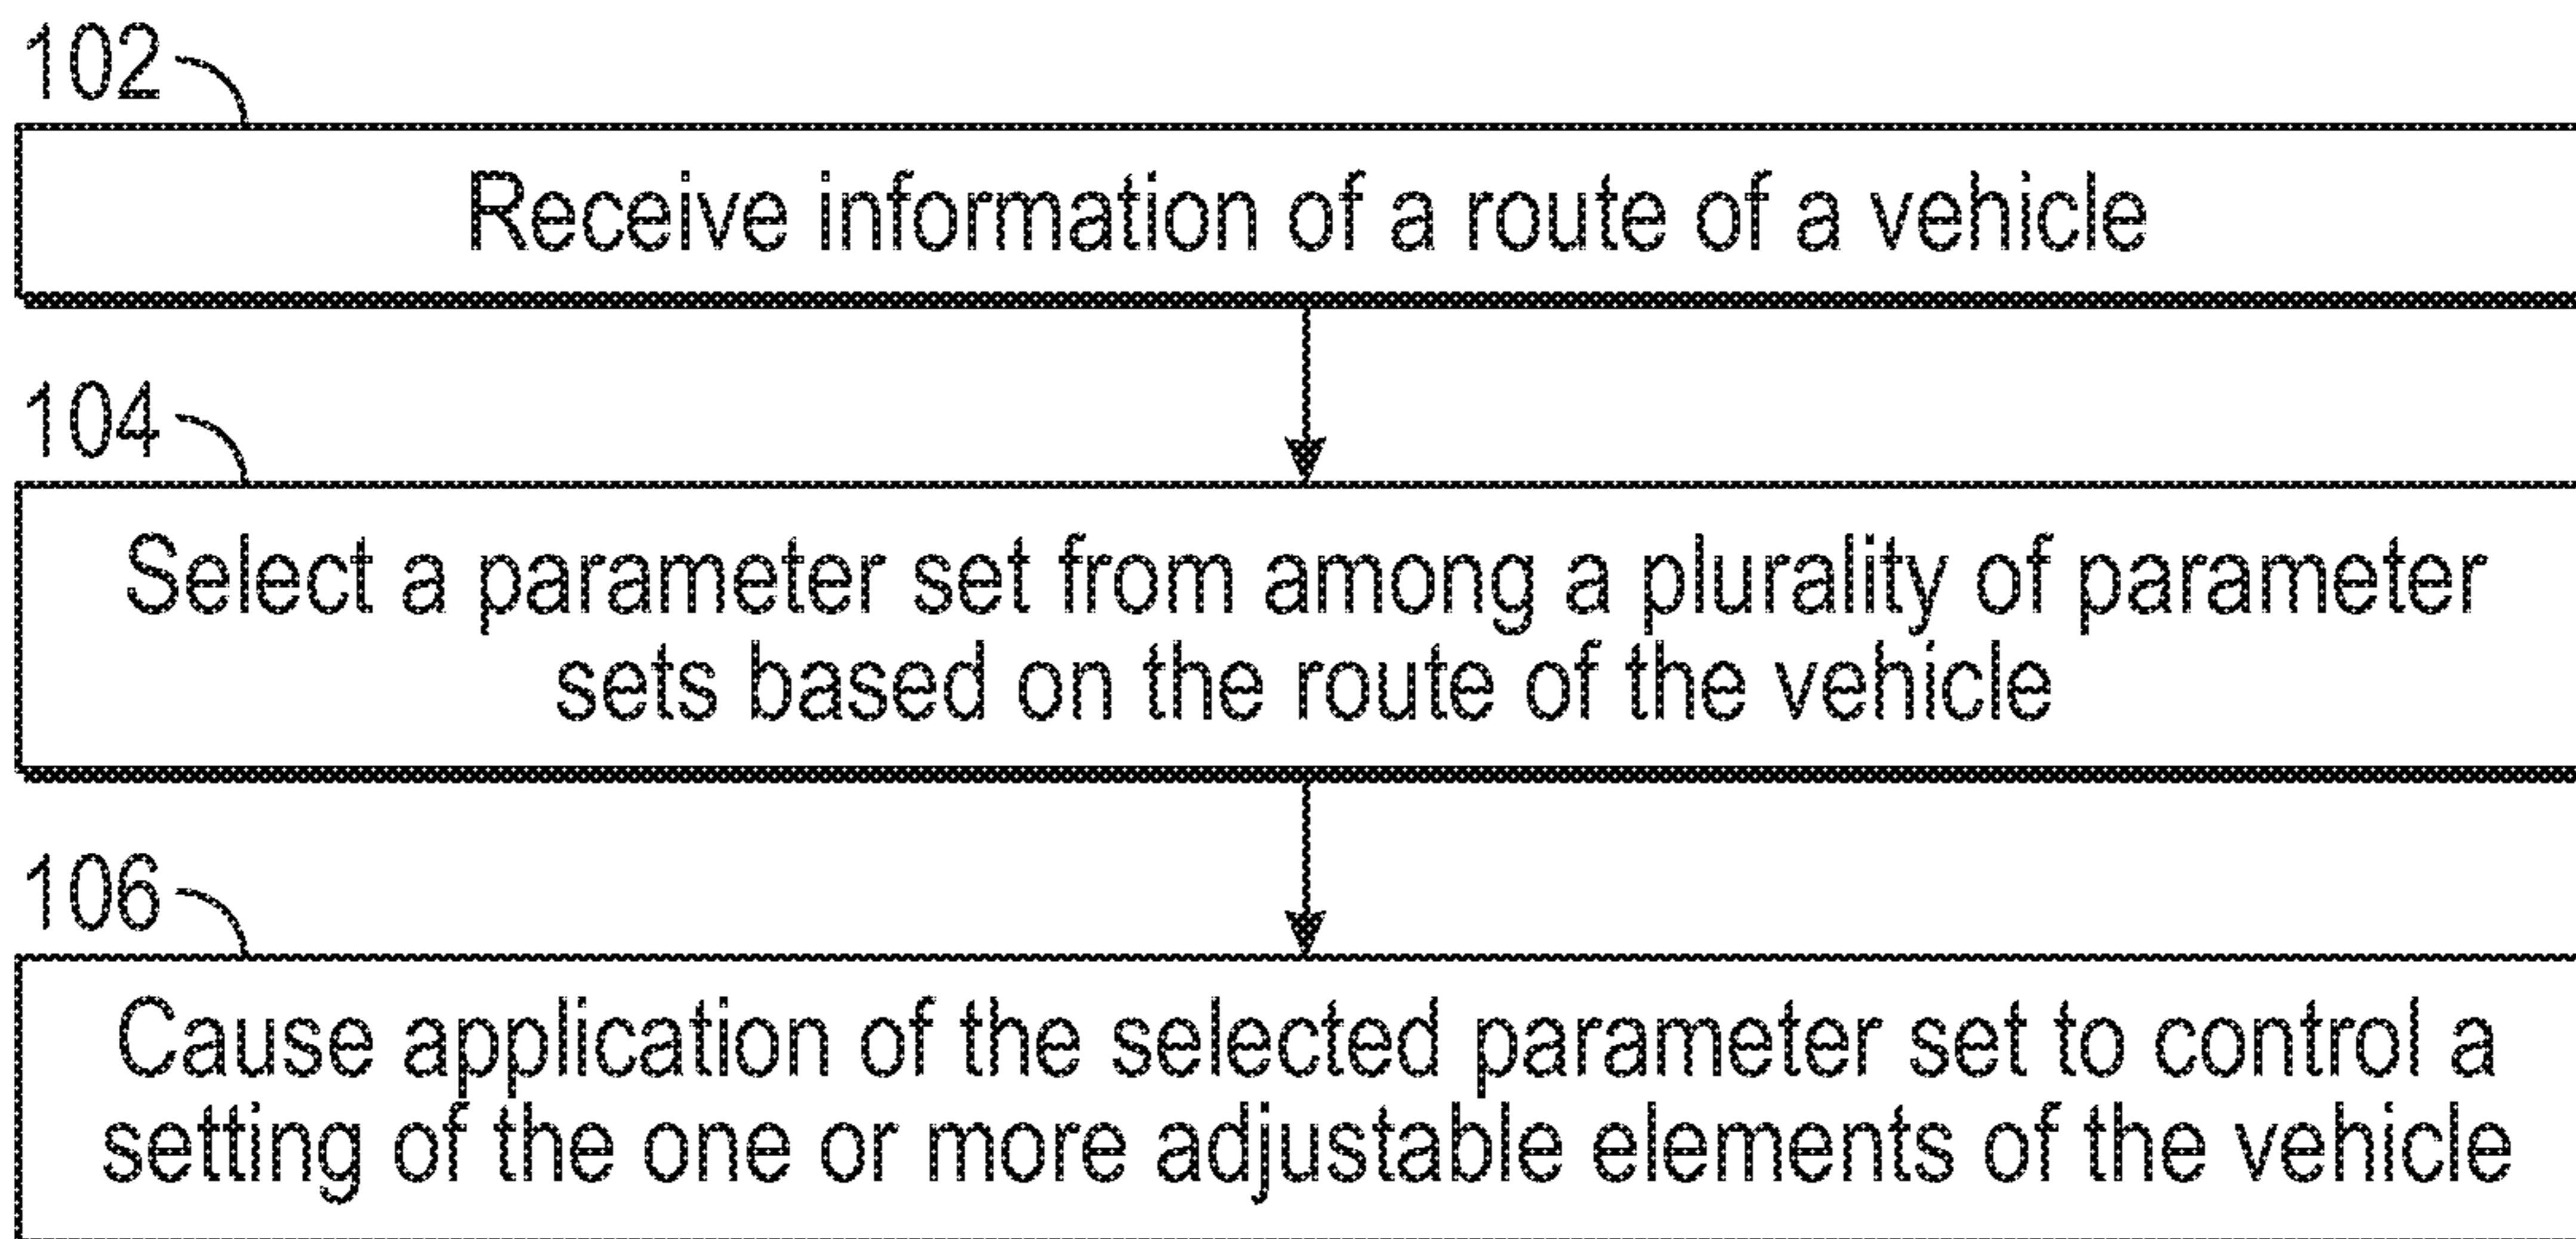 102
Receive information of a route of a vehicle
104
Select a parameter set from among a plurality of parameter
sets based on the route of the vehicle
106
Cause application of the selected parameter set to control a
setting of the one or more adjustable elements of the vehicle